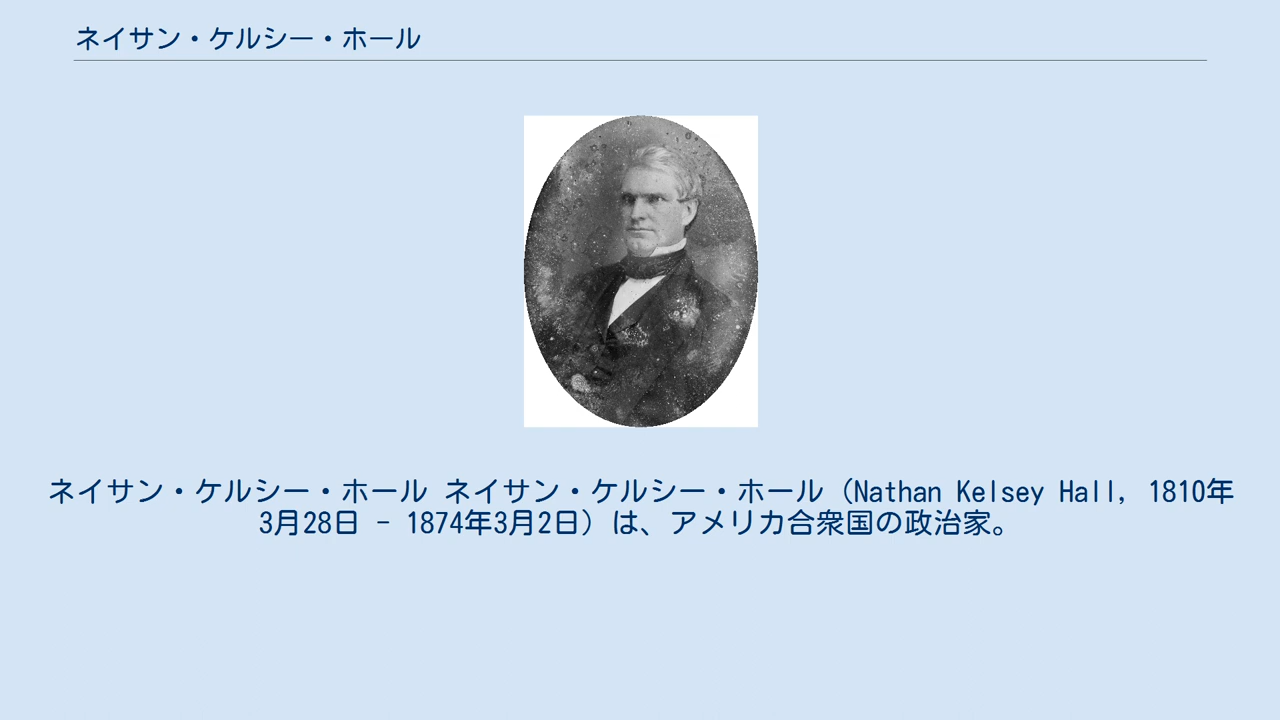 ネイサン・ケルシー・ホール
ネイサン・ケルシー・ホール ネイサン・ケルシー・ホール（Nathan Kelsey Hall, 1810年
3月28日 - 1874年3月2日）は、アメリカ合衆国の政治家。